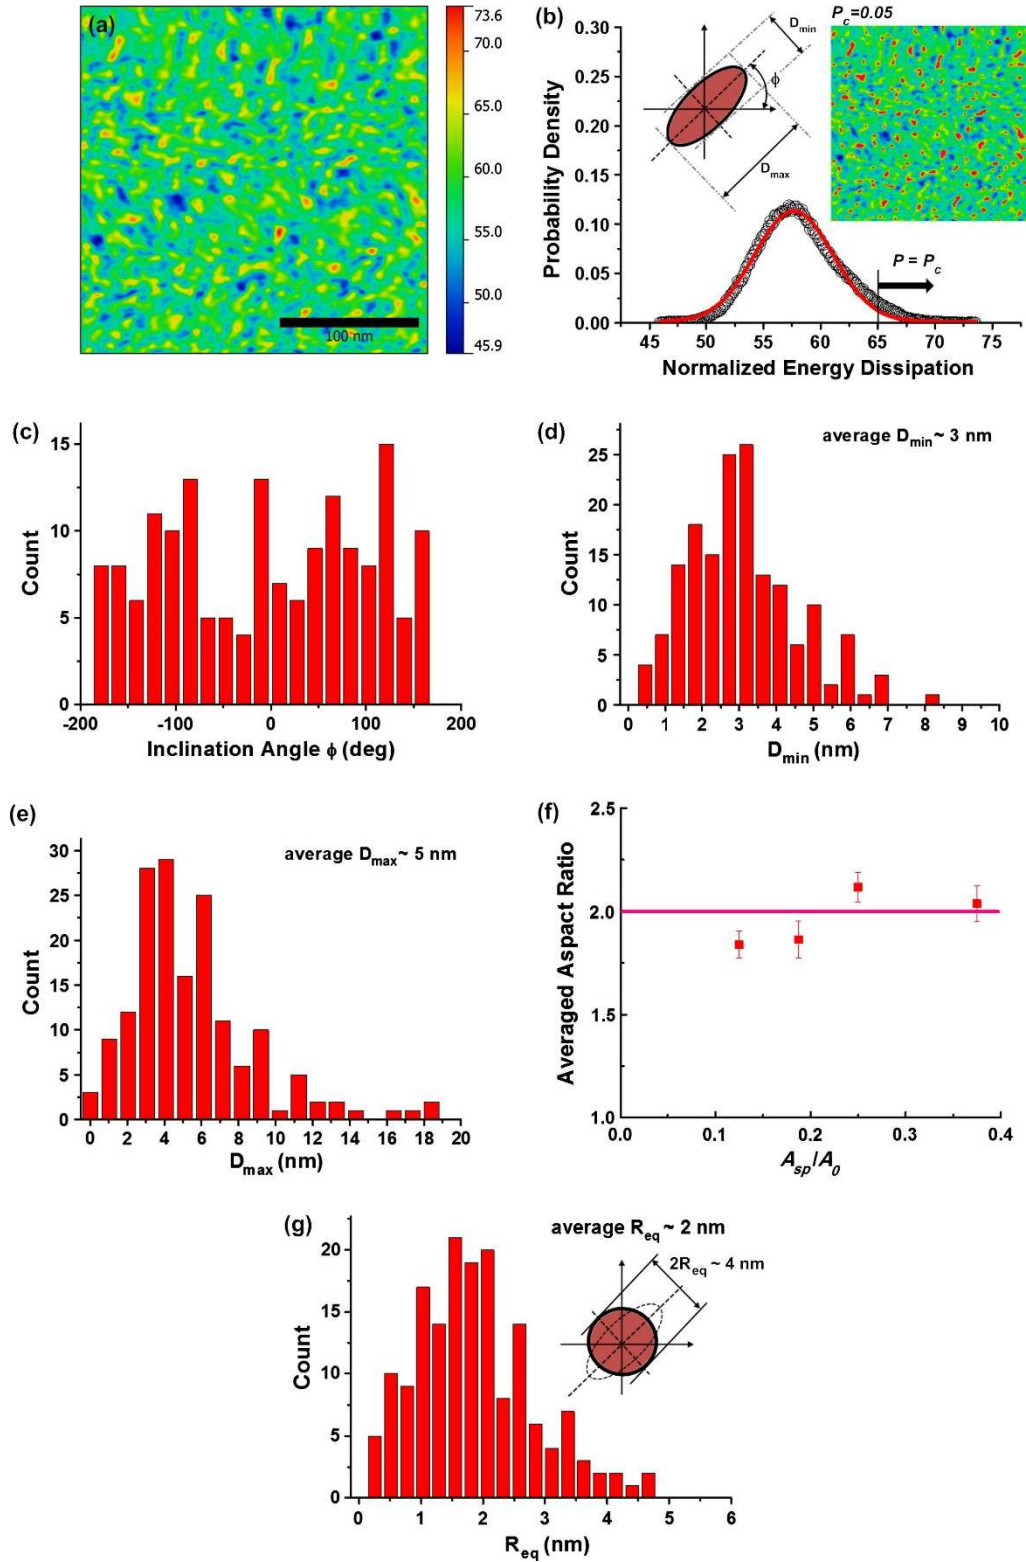 (a)
73.6
70.0
65.0
60.0
55.0
50.0
45.9
100 nm
(b)
P_c=0.05
D_min
ϕ
D_max
P = P_c
Probability Density
0.30
0.25
0.20
0.15
0.10
0.05
0.00
45 50 55 60 65 70 75
Normalized Energy Dissipation
(c)
Count
15
10
5
0
-200 -100 0 100 200
Inclination Angle ϕ (deg)
(d)
average D_min ~ 3 nm
Count
25
20
15
10
5
0
0 1 2 3 4 5 6 7 8 9 10
D_min (nm)
(e)
average D_max ~ 5 nm
Count
30
25
20
15
10
5
0
0 2 4 6 8 10 12 14 16 18 20
D_max (nm)
(f)
Averaged Aspact Ratio
2.5
2.0
1.5
1.0
0.0 0.1 0.2 0.3 0.4
A_sp/A_0
(g)
average R_eq ~ 2 nm
2R_eq ~ 4 nm
Count
20
15
10
5
0
0 1 2 3 4 5 6
R_eq (nm)